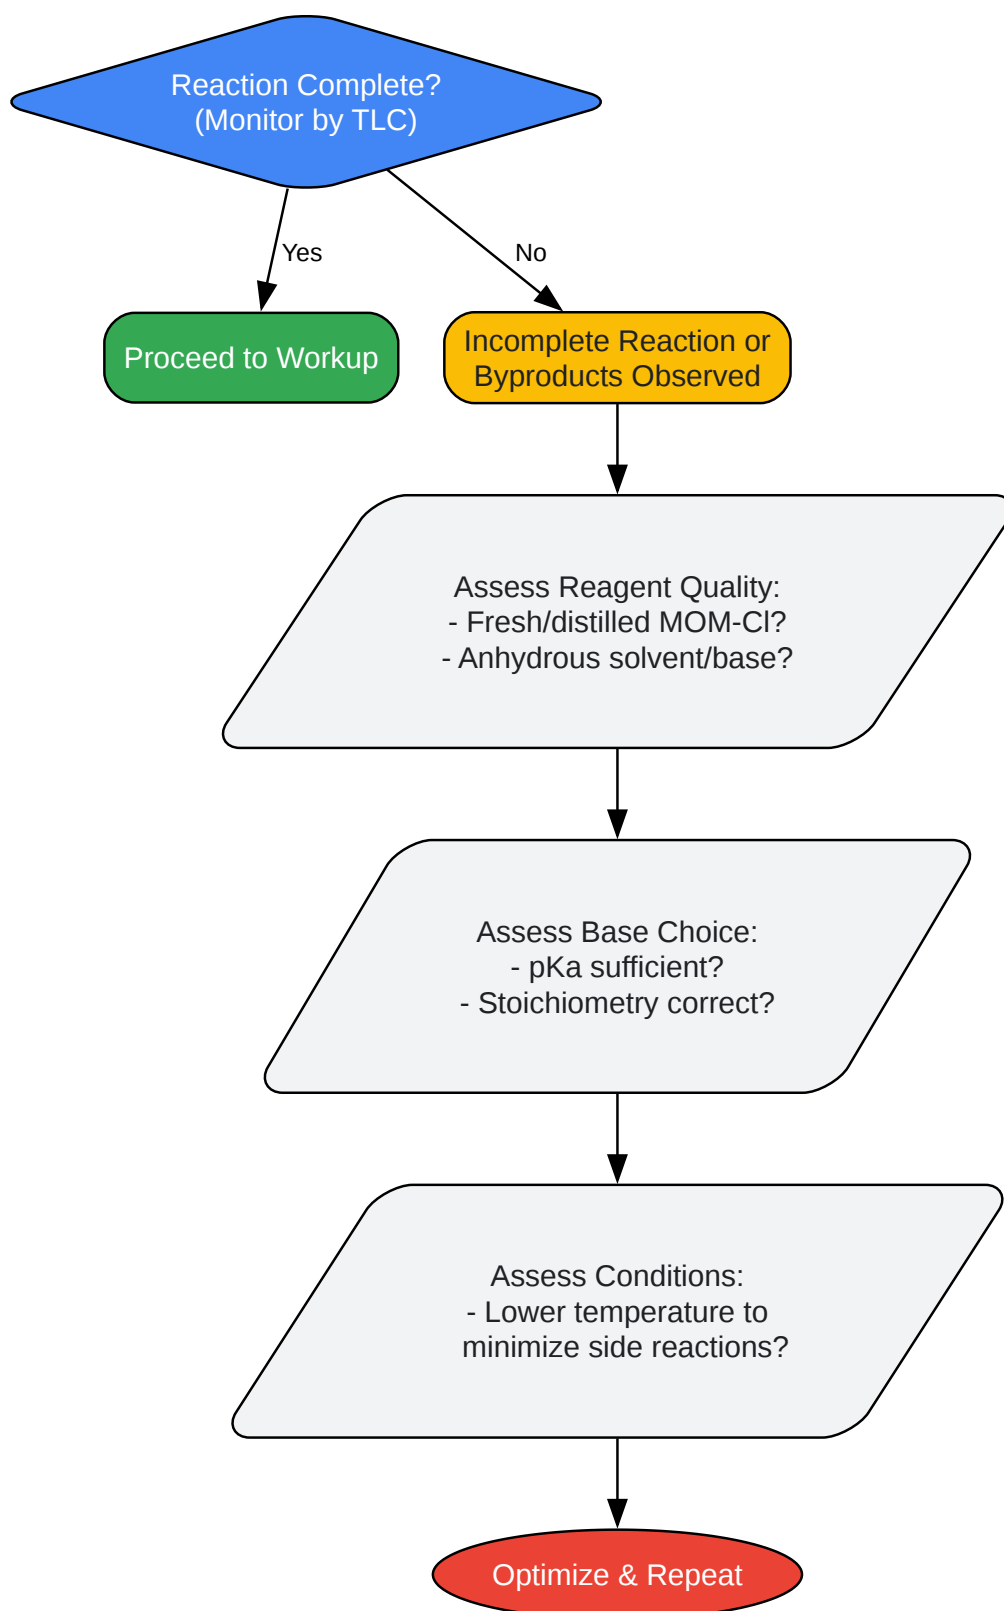 Reaction Complete?
(Monitor by TLC)
Yes
No
Proceed to Workup
Incomplete Reaction or
Byproducts Observed
Assess Reagent Quality:
- Fresh/distilled MOM-Cl?
- Anhydrous solvent/base?
Assess Base Choice:
- pKa sufficient?
- Stoichiometry correct?
Assess Conditions:
- Lower temperature to
minimize side reactions?
Optimize & Repeat